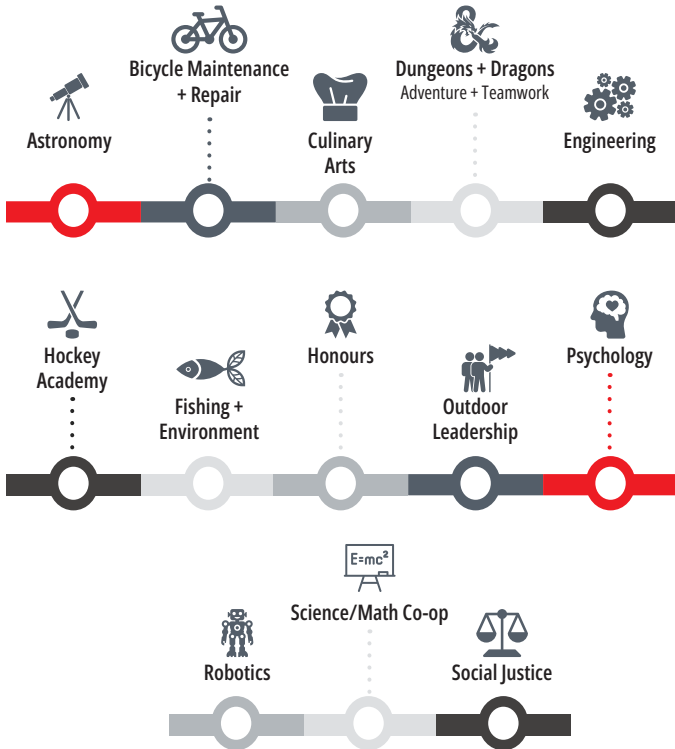 Astronomy
Bicycle Maintenance
+ Repair
Culinary
Arts
Dungeons + Dragons
Adventure + Teamwork
Engineering
Hockey
Academy
Fishing +
Environment
Honours
Outdoor
Leadership
Psychology
Robotics
E=mc²
Science/Math Co-op
Social Justice